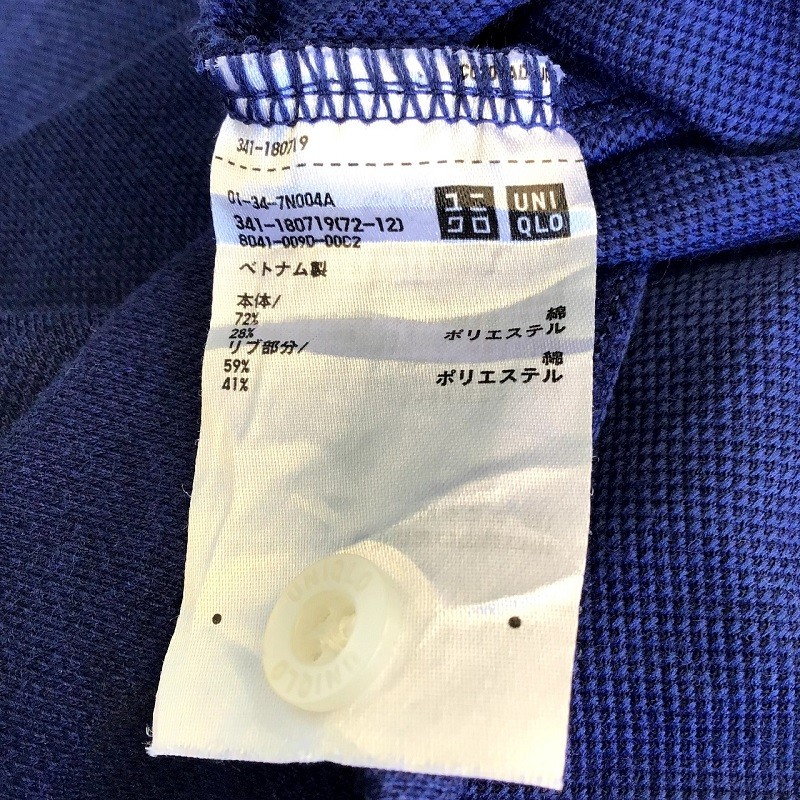 341-180719
01-34-7N004A
341-180719(72-12)
8041-009D-00C2
ユニ
クロ
UNI
QLO
ベトナム製
本体/
72% 綿
28% ポリエステル
リブ部分/
59% 綿
41% ポリエステル
UNIQLO
UNIQLO